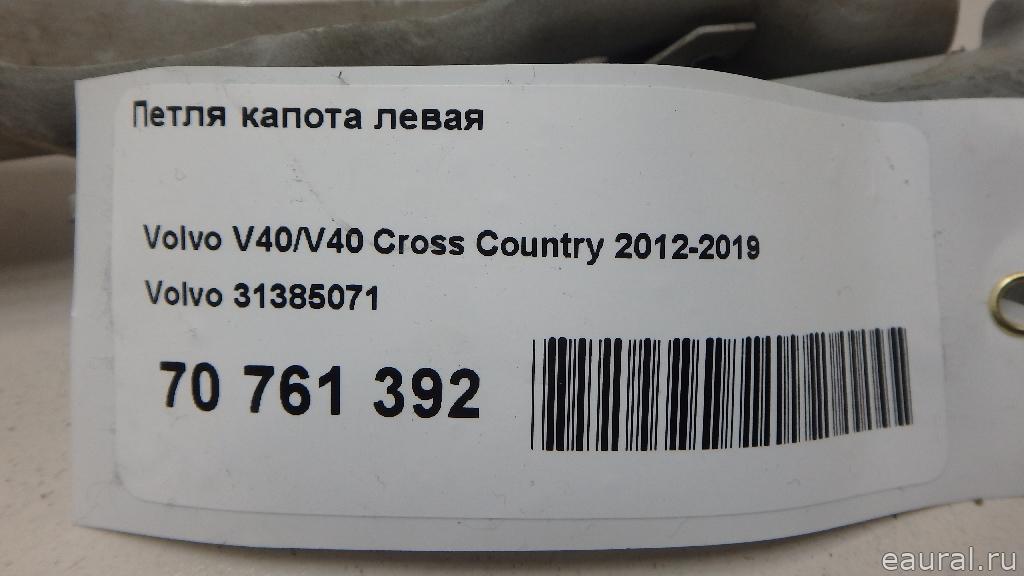 Петля капота левая
Volvo V40/V40 Cross Country 2012-2019
Volvo 31385071
70 761 392
eaural.ru